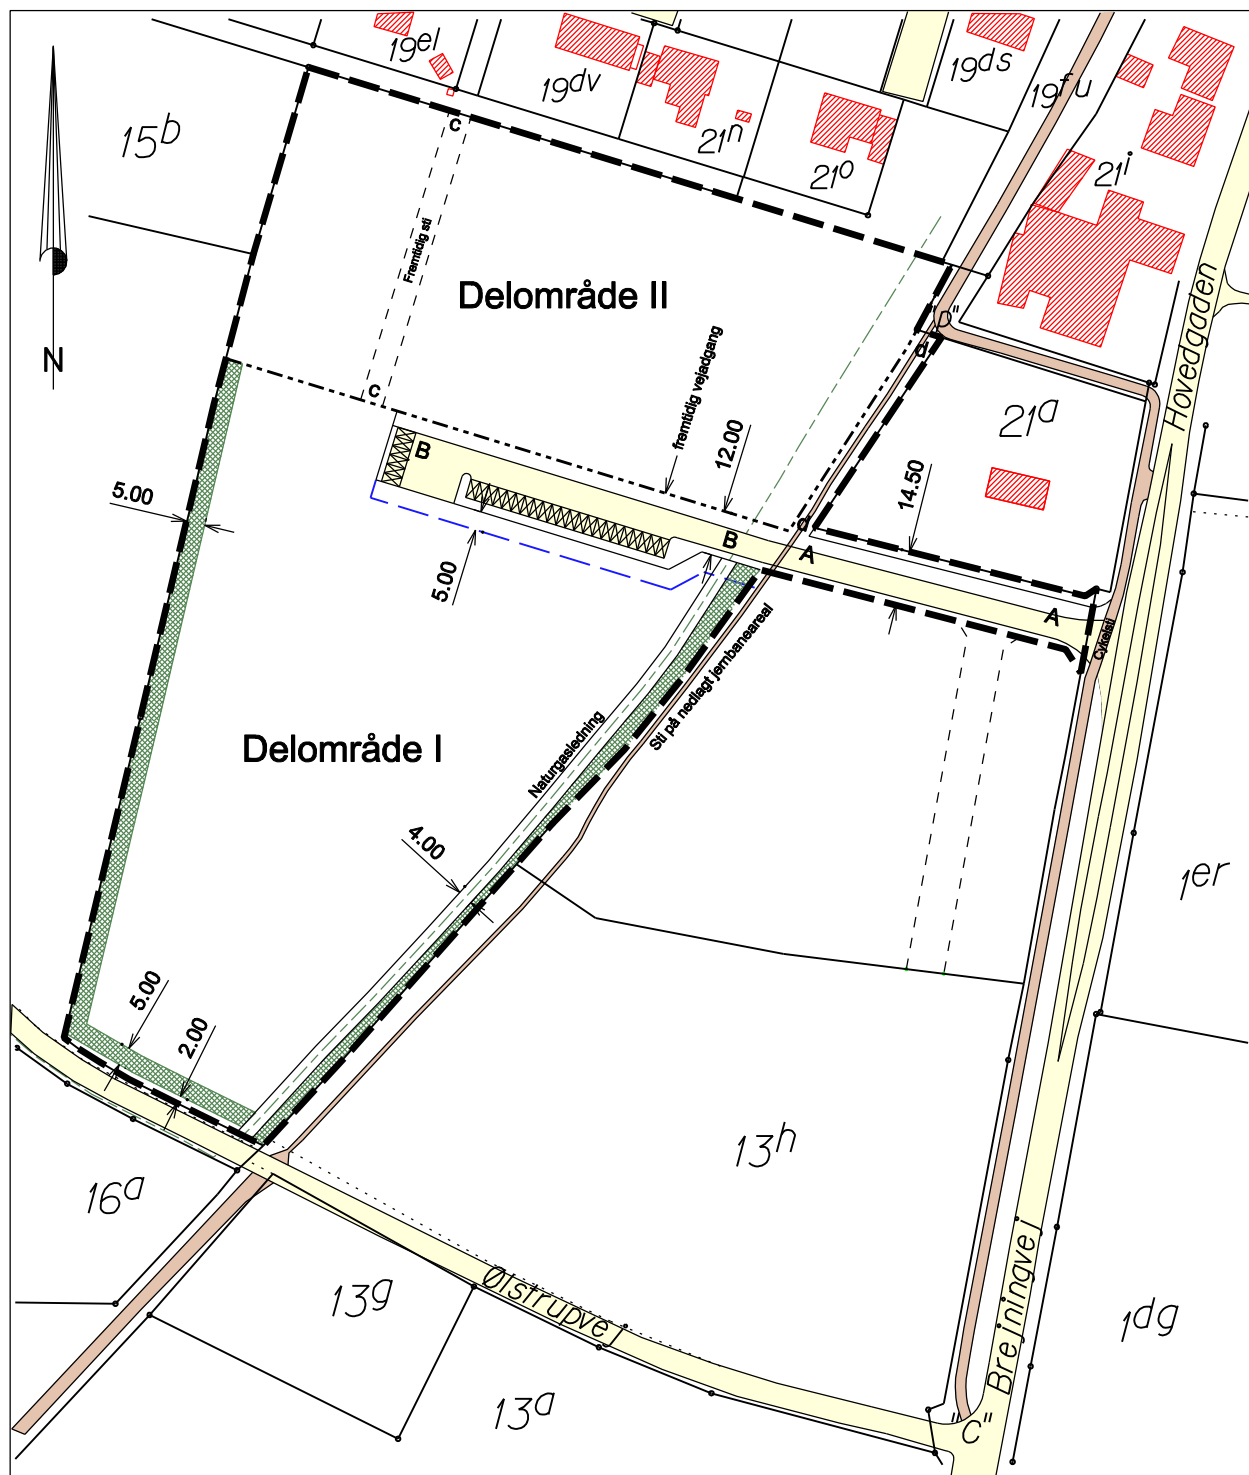 19el
19dv
19ds
19fu
15b
21n
21o
21i
c
Fremtidig sti
Delområde II
Hovedgaden
N
D"
d
fremtidig vejadgang
c
21a
12.00
B
14.50
5.00
d
B
A
5.00
A
Cykelsti
Sti på nedlagt jernbaneareal
Naturgasledning
Delområde I
4.00
1er
5.00
2.00
13h
16a
13g
Ølstrupvej
Brejningvej
1dg
13a
"C"